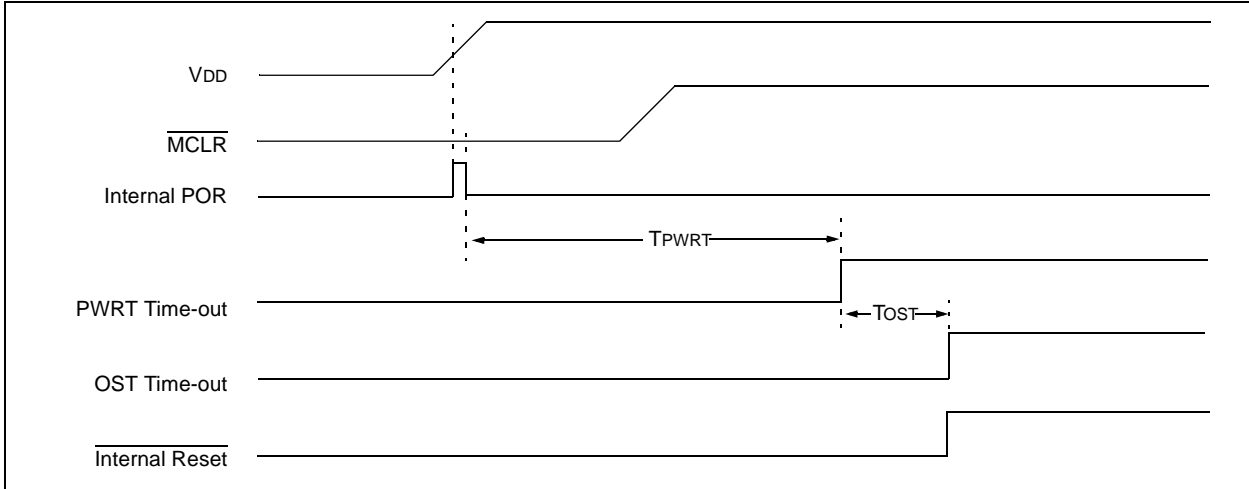 VDD
MCLR
Internal POR
TPWRT
PWRT Time-out
TOST
OST Time-out
Internal Reset